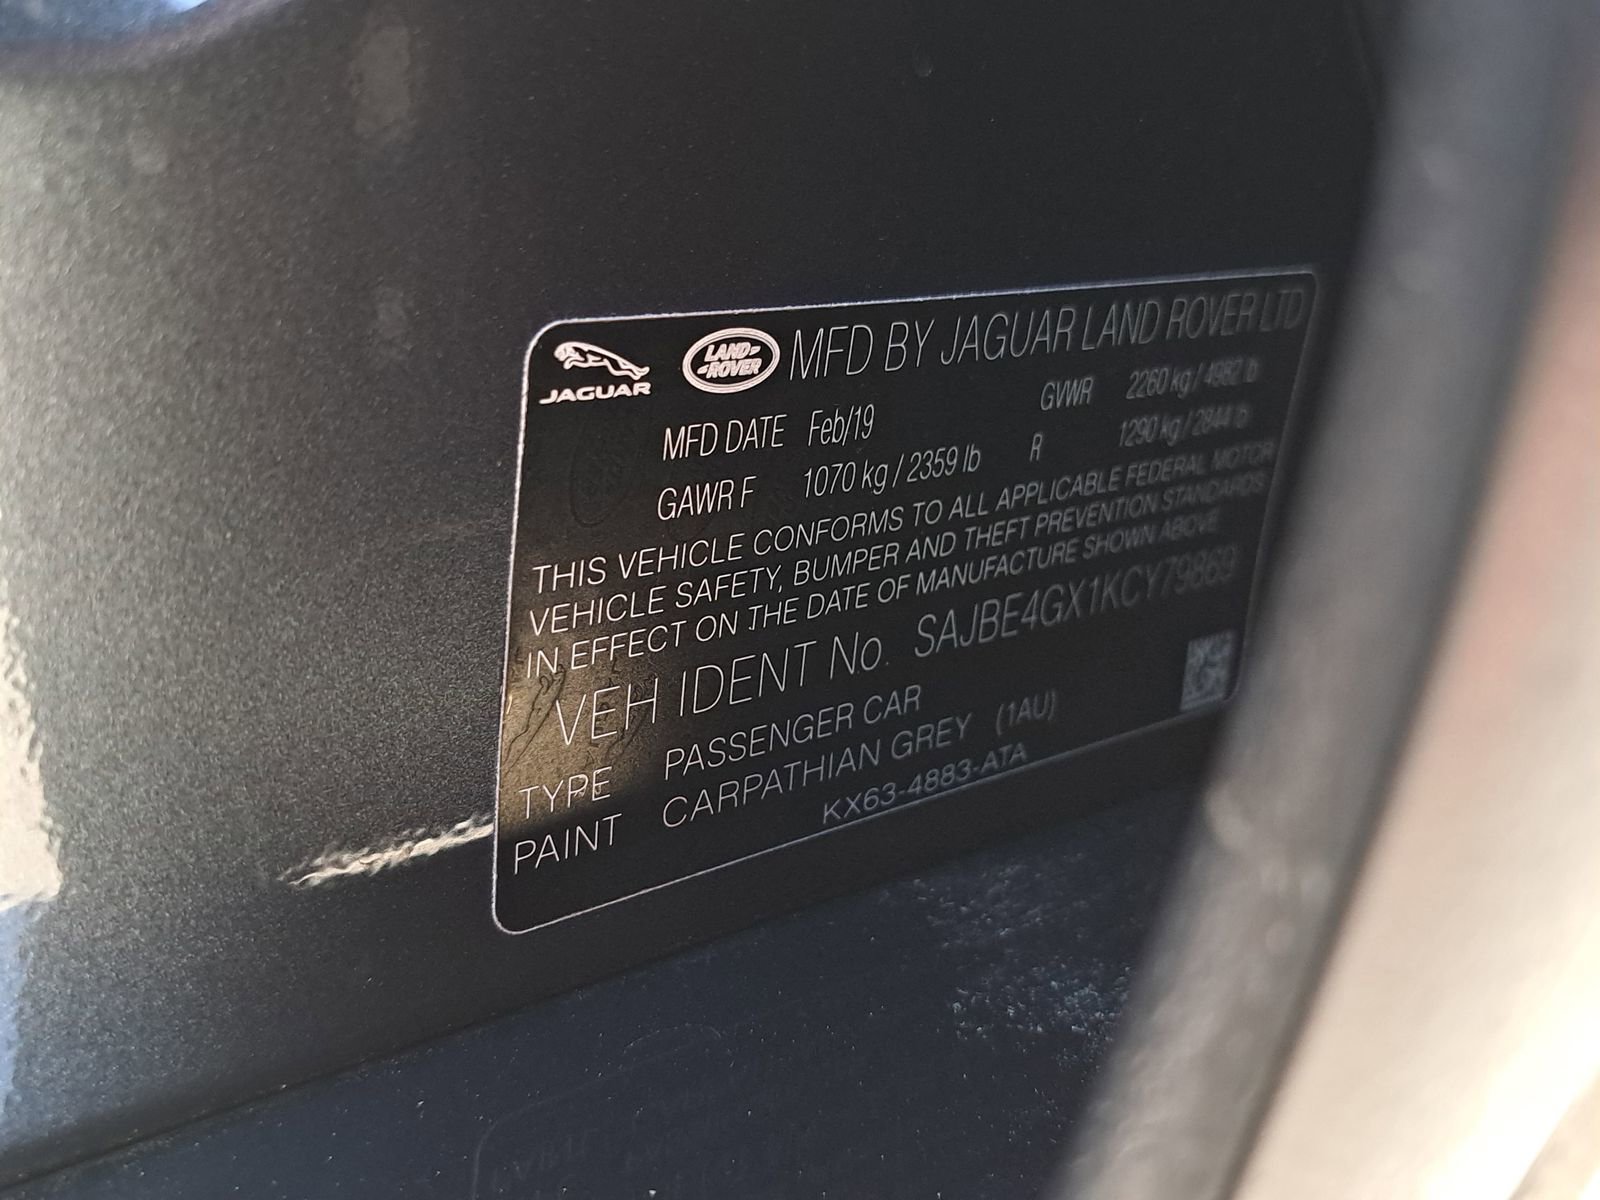 JAGUAR LAND-ROVER MFD BY JAGUAR LAND ROVER LTD
MFD DATE Feb/19 GVWR 2260 kg / 4982 lb
GAWR F 1070 kg / 2359 lb R 1290 kg / 2844 lb
THIS VEHICLE CONFORMS TO ALL APPLICABLE FEDERAL MOTOR
VEHICLE SAFETY, BUMPER AND THEFT PREVENTION STANDARDS
IN EFFECT ON THE DATE OF MANUFACTURE SHOWN ABOVE
VEH IDENT No. SAJBE4GX1KCY79869
TYPE PASSENGER CAR
PAINT CARPATHIAN GREY (1AU)
KX63-4883-ATA